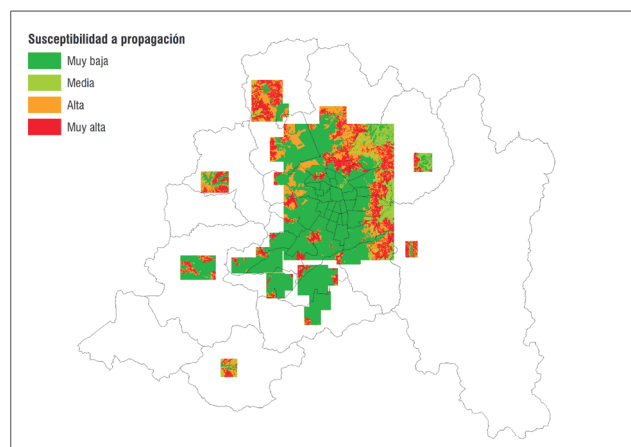 Susceptibilidad a propagación
Muy baja
Media
Alta
Muy alta